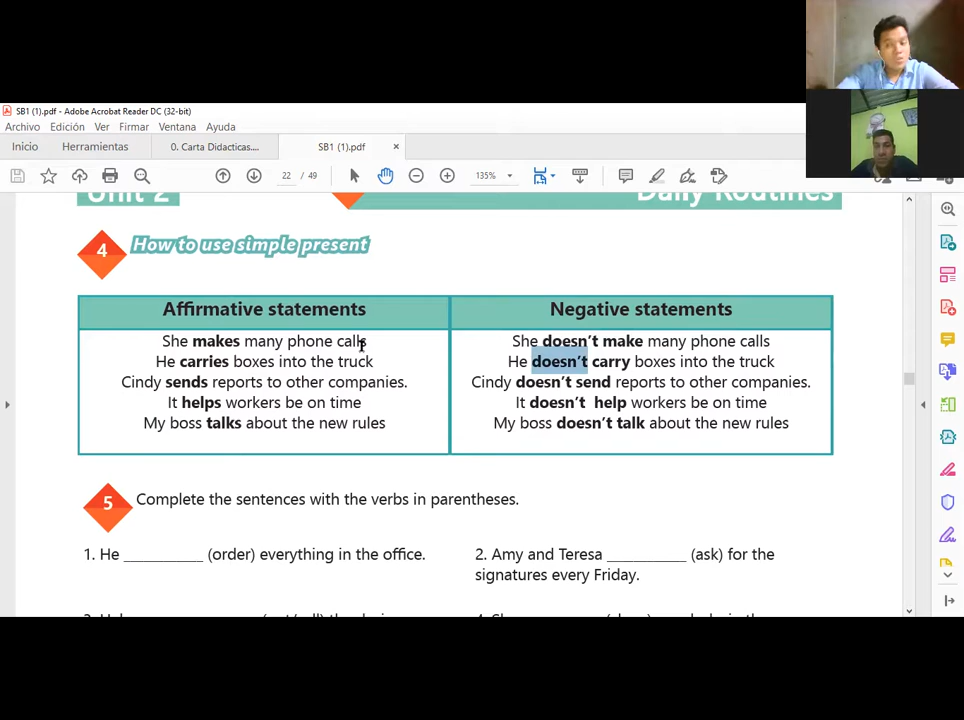 SB1 (1).pdf - Adobe Acrobat Reader DC (32-bit)
Archivo Edición Ver Firmar Ventana Ayuda
Inicio Herramientas 0. Carta Didacticas.... SB1 (1).pdf ×
22 / 49 135%
Unit 2 Daily Routines
4 How to use simple present
Affirmative statements Negative statements
She makes many phone calls She doesn't make many phone calls
He carries boxes into the truck He doesn't carry boxes into the truck
Cindy sends reports to other companies. Cindy doesn't send reports to other companies.
It helps workers be on time It doesn't help workers be on time
My boss talks about the new rules My boss doesn't talk about the new rules
5 Complete the sentences with the verbs in parentheses.
1. He __________ (order) everything in the office. 2. Amy and Teresa _________ (ask) for the
signatures every Friday.